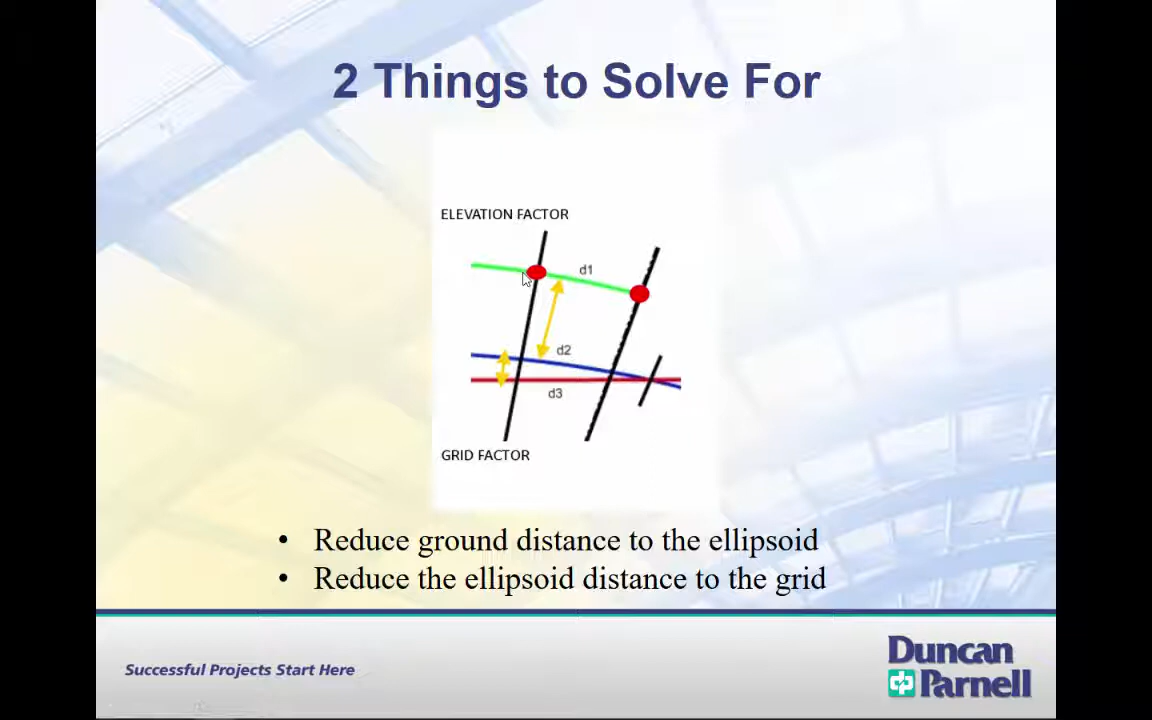 2 Things to Solve For
ELEVATION FACTOR
d1
d2
d3
GRID FACTOR
• Reduce ground distance to the ellipsoid
• Reduce the ellipsoid distance to the grid
Successful Projects Start Here
Duncan
Parnell